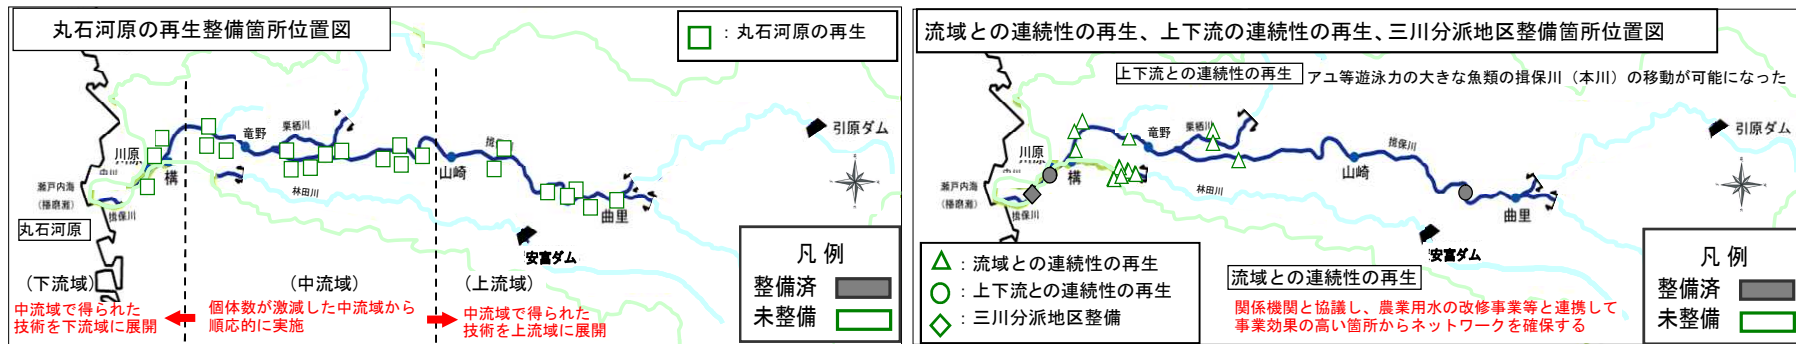 丸石河原の再生整備箇所位置図
：丸石河原の再生
引原ダム
竜野
栗栖川
川原
構
山崎
瀬戸内海
（播磨灘）
揖保川
林田川
曲里
丸石河原
安富ダム
凡 例
整備済
未整備
（下流域）
（中流域）
（上流域）
中流域で得られた
技術を下流域に展開
個体数が激減した中流域から
順応的に実施
中流域で得られた
技術を上流域に展開
流域との連続性の再生、上下流の連続性の再生、三川分派地区整備箇所位置図
上下流との連続性の再生
アユ等遊泳力の大きな魚類の揖保川（本川）の移動が可能になった
引原ダム
竜野
栗栖川
揖保川
川原
構
山崎
瀬戸内海
（播磨灘）
揖保川
林田川
曲里
安富ダム
：流域との連続性の再生
：上下流との連続性の再生
：三川分派地区整備
流域との連続性の再生
関係機関と協議し、農業用水の改修事業等と連携して
事業効果の高い箇所からネットワークを確保する
凡 例
整備済
未整備